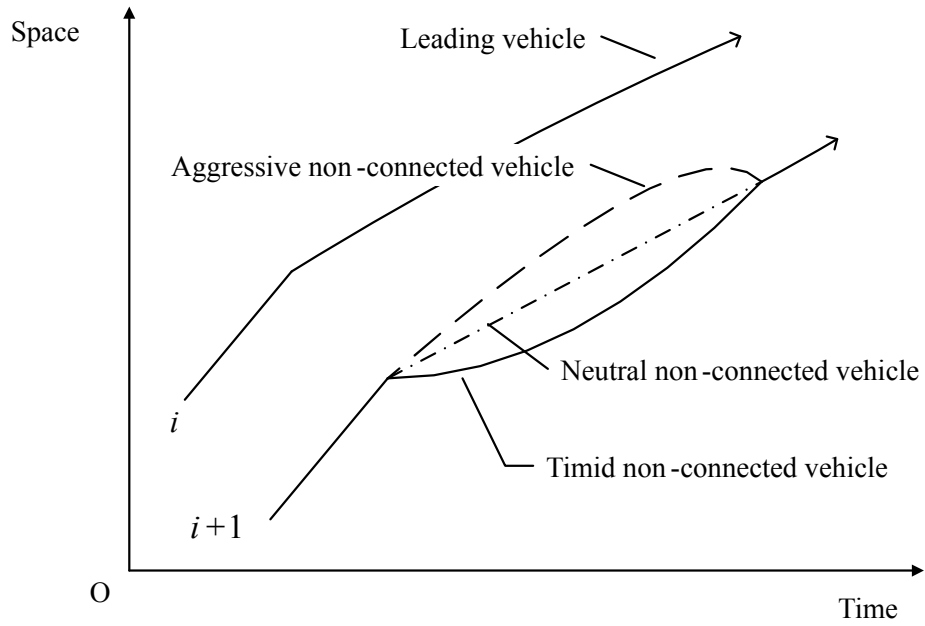 Space
Leading vehicle
Aggressive non-connected vehicle
Neutral non-connected vehicle
i
Timid non-connected vehicle
i+1
O
Time